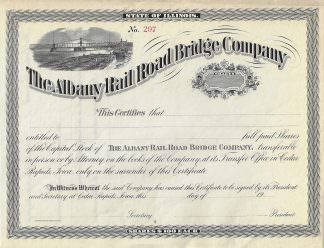 STATE OF ILLINOIS.
No. 297
The Albany Rail Road Bridge Company
This Certifies that
entitled to full paid Shares
of the Capital Stock of THE ALBANY RAIL ROAD BRIDGE COMPANY, transferable
in person or by Attorney on the books of the Company at its Transfer Office in Cedar
Rapids, Iowa only on the surrender of this Certificate.
In Witness Whereof the said Company has caused this Certificate to be signed by its President
and Secretary at Cedar Rapids, Iowa, this day of 19
Secretary President
SHARES $100 EACH